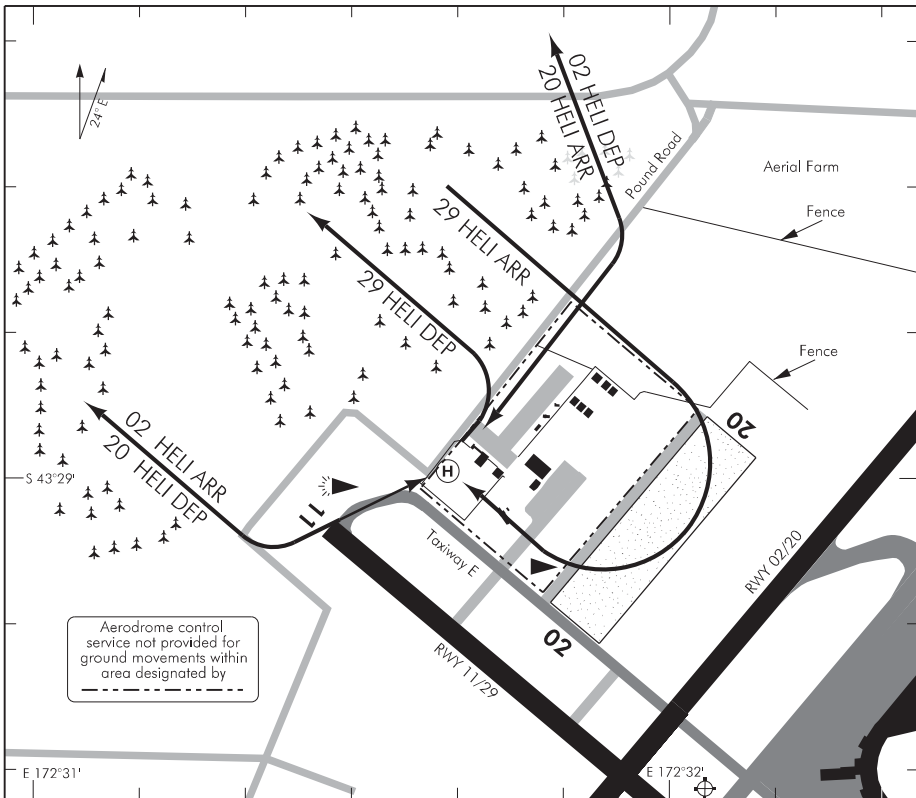 24° E
02 HELI DEP
20 HELI ARR
Pound Road
Aerial Farm
Fence
29 HELI ARR
29 HELI DEP
Fence
02 HELI ARR
20 HELI DEP
20
S 43°29'
H
11
Taxiway E
RWY 02/20
02
Aerodrome control
service not provided for
ground movements within
area designated by
RWY 11/29
E 172°31'
E 172°32'